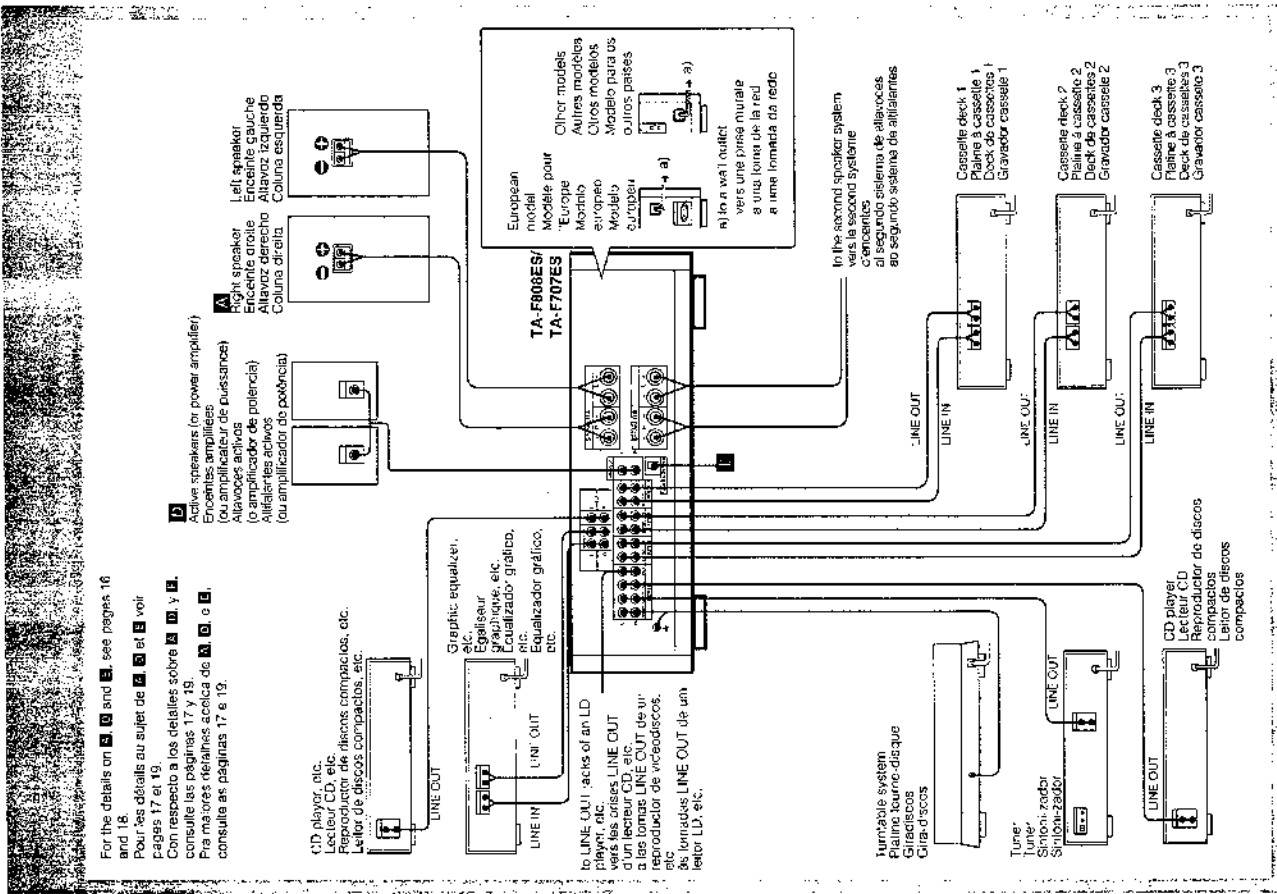 For the details on A, D and E, see pages 16
and 18.
Pour les détails au sujet de A, D et E voir
pages 17 et 19.
Con respecto a los detalles sobre A, D, y E,
consulte las páginas 17 y 19.
Pra maiores detalhes acelca de A, D, e E,
consulte as páginas 17 e 19.
D
Active speakers (or power amplifier)
Enceintes amplifiées
(ou amplificateur de puissance)
Altavoces activos
(o amplificador de potencia)
Altifalantes activos
(ou amplificador de potência)
A
Right speaker
Enceinte droite
Altavoz derecho
Coluna direita
Left speaker
Enceinte gauche
Altavoz izquierdo
Coluna esquerda
CD player, etc.
Lecteur CD, etc.
Reproductor de discos compactos, etc.
Leitor de discos compactos, etc.
LINE OUT
Graphic equalizer,
etc.
Egaliseur
graphique, etc.
Ecualizador gráfico,
etc.
Equalizador gráfico,
etc.
LINE IN
LINE OUT
TA-F808ES/
TA-F707ES
European
model
Modèle pour
l'Europe
Modelo
europeo
Modelo
europeu
Other models
Autres modèles
Otros modelos
Modelo para os
outros países
a)
a)
a) to a wall outlet
vers une prise murale
a una toma de la red
a uma tomada da rede
to LINE OUT jacks of an LD
player, etc.
vers les prises LINE OUT
d'un lecteur CD, etc.
a las tomas LINE OUT de un
reproductor de videodiscos,
etc.
às tomadas LINE OUT de um
leitor LD, etc.
E
to the second speaker system
vers le second système
d'enceintes
al segundo sistema de altavoces
ao segundo sistema de altifalantes
Turntable system
Platine tourne-disque
Giradiscos
Gira-discos
Tuner
Tuner
Sintonizador
Sintonizador
LINE OUT
CD player
Lecteur CD
Reproductor de discos
compactos
Leitor de discos
compactos
LINE OUT
Cassette deck 1
Platine à cassette 1
Deck de cassettes 1
Gravador cassete 1
LINE OUT
LINE IN
Cassette deck 2
Platine à cassette 2
Deck de cassettes 2
Gravador cassete 2
LINE OUT
LINE IN
Cassette deck 3
Platine à cassette 3
Deck de cassettes 3
Gravador cassete 3
LINE OUT
LINE IN